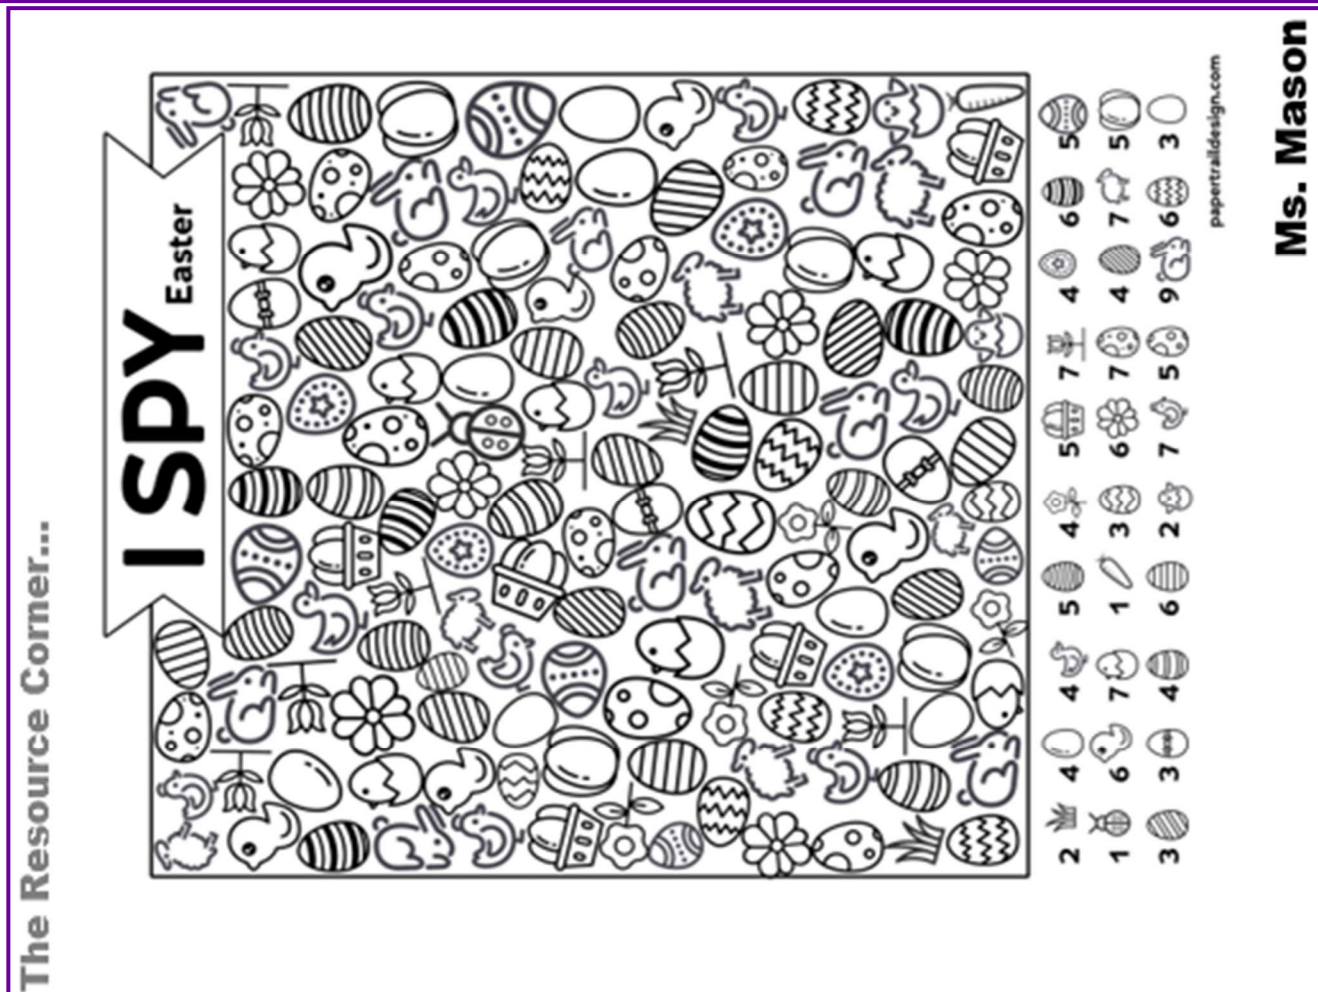 The Resource Corner...
I SPY Easter
2 4 4 5 4 5 7 4 6 5
1 6 7 1 3 6 7 4 7 5
3 3 4 6 2 7 5 9 6 3
papertraildesign.com
Ms. Mason